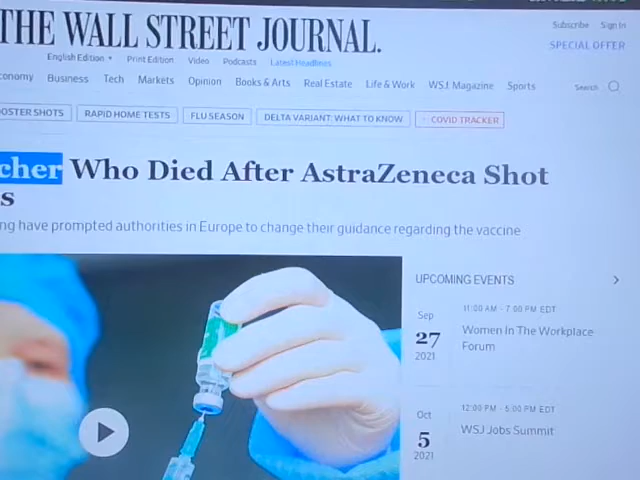 THE WALL STREET JOURNAL.
Subscribe Sign In
SPECIAL OFFER
English Edition Print Edition Video Podcasts Latest Headlines
conomy Business Tech Markets Opinion Books & Arts Real Estate Life & Work WSJ. Magazine Sports Search
OSTER SHOTS RAPID HOME TESTS FLU SEASON DELTA VARIANT: WHAT TO KNOW COVID TRACKER
cher Who Died After AstraZeneca Shot
s
ng have prompted authorities in Europe to change their guidance regarding the vaccine
UPCOMING EVENTS
Sep
27
2021
11:00 AM - 7:00 PM EDT
Women In The Workplace
Forum
Oct
5
2021
12:00 PM - 5:00 PM EDT
WSJ Jobs Summit